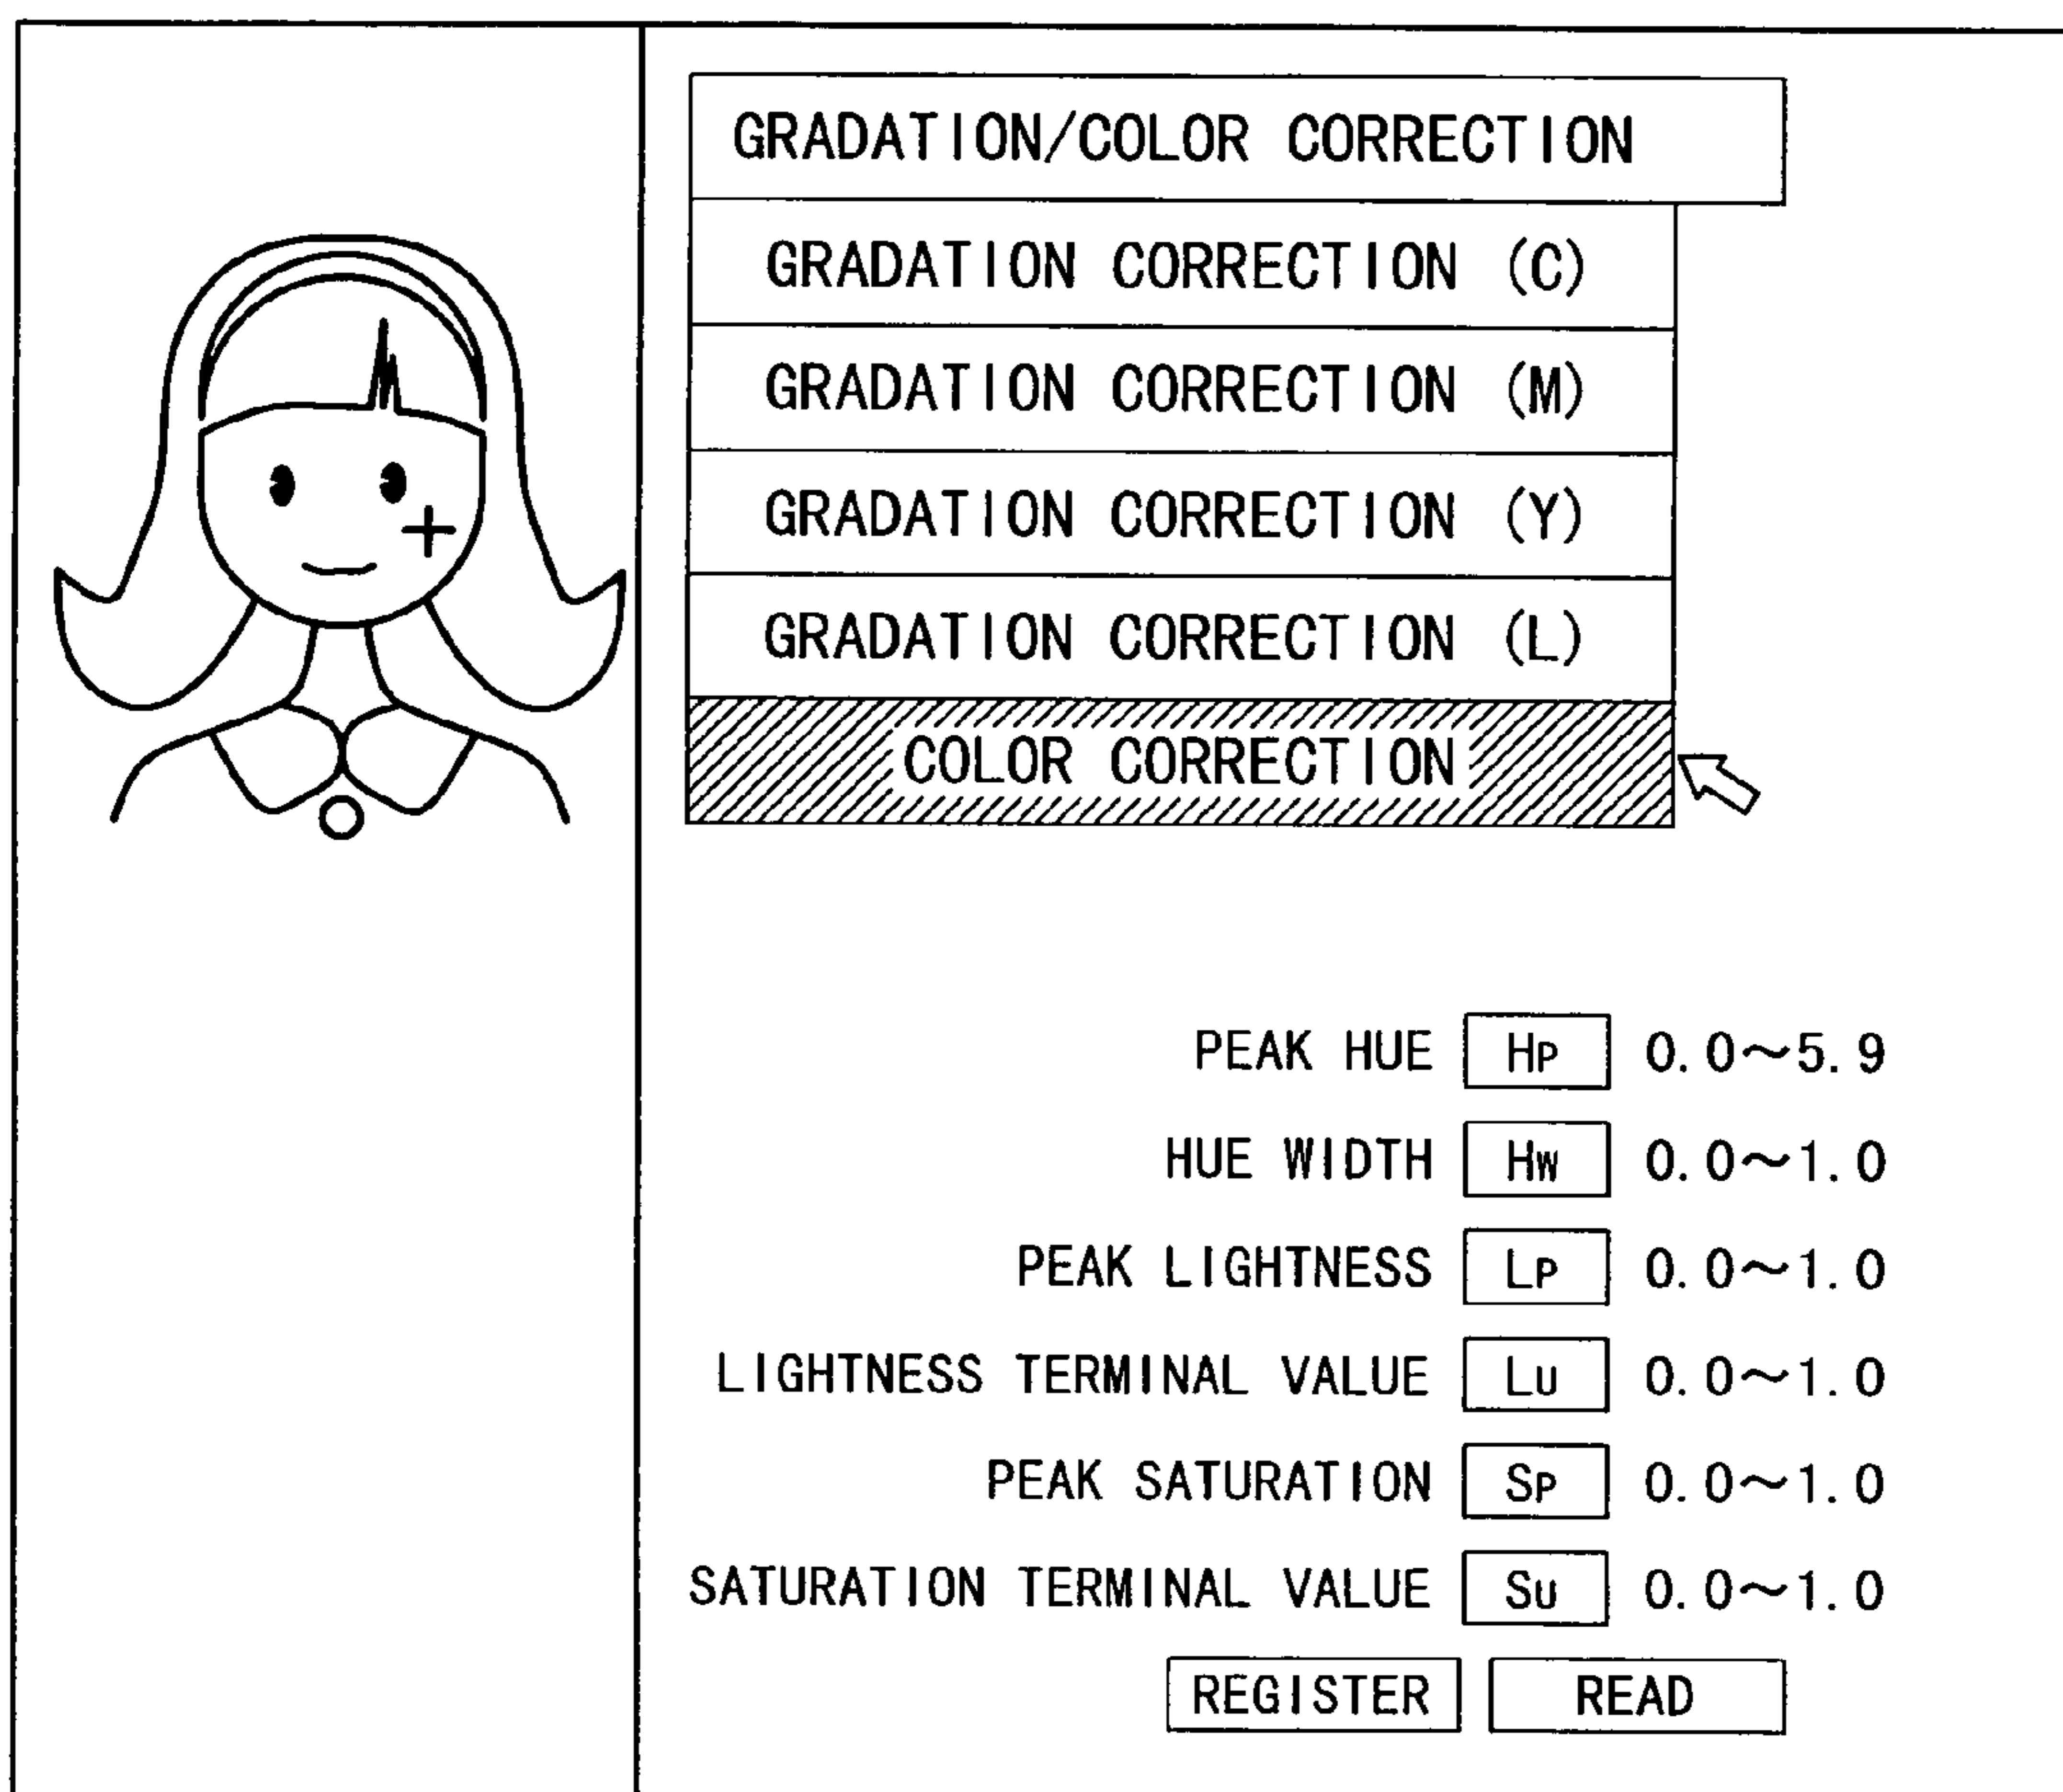 GRADATION/COLOR CORRECTION
GRADATION CORRECTION (C)
GRADATION CORRECTION (M)
GRADATION CORRECTION (Y)
GRADATION CORRECTION (L)
COLOR CORRECTION
PEAK HUE HP 0.0～5.9
HUE WIDTH HW 0.0～1.0
PEAK LIGHTNESS LP 0.0～1.0
LIGHTNESS TERMINAL VALUE LU 0.0～1.0
PEAK SATURATION SP 0.0～1.0
SATURATION TERMINAL VALUE SU 0.0～1.0
REGISTER READ